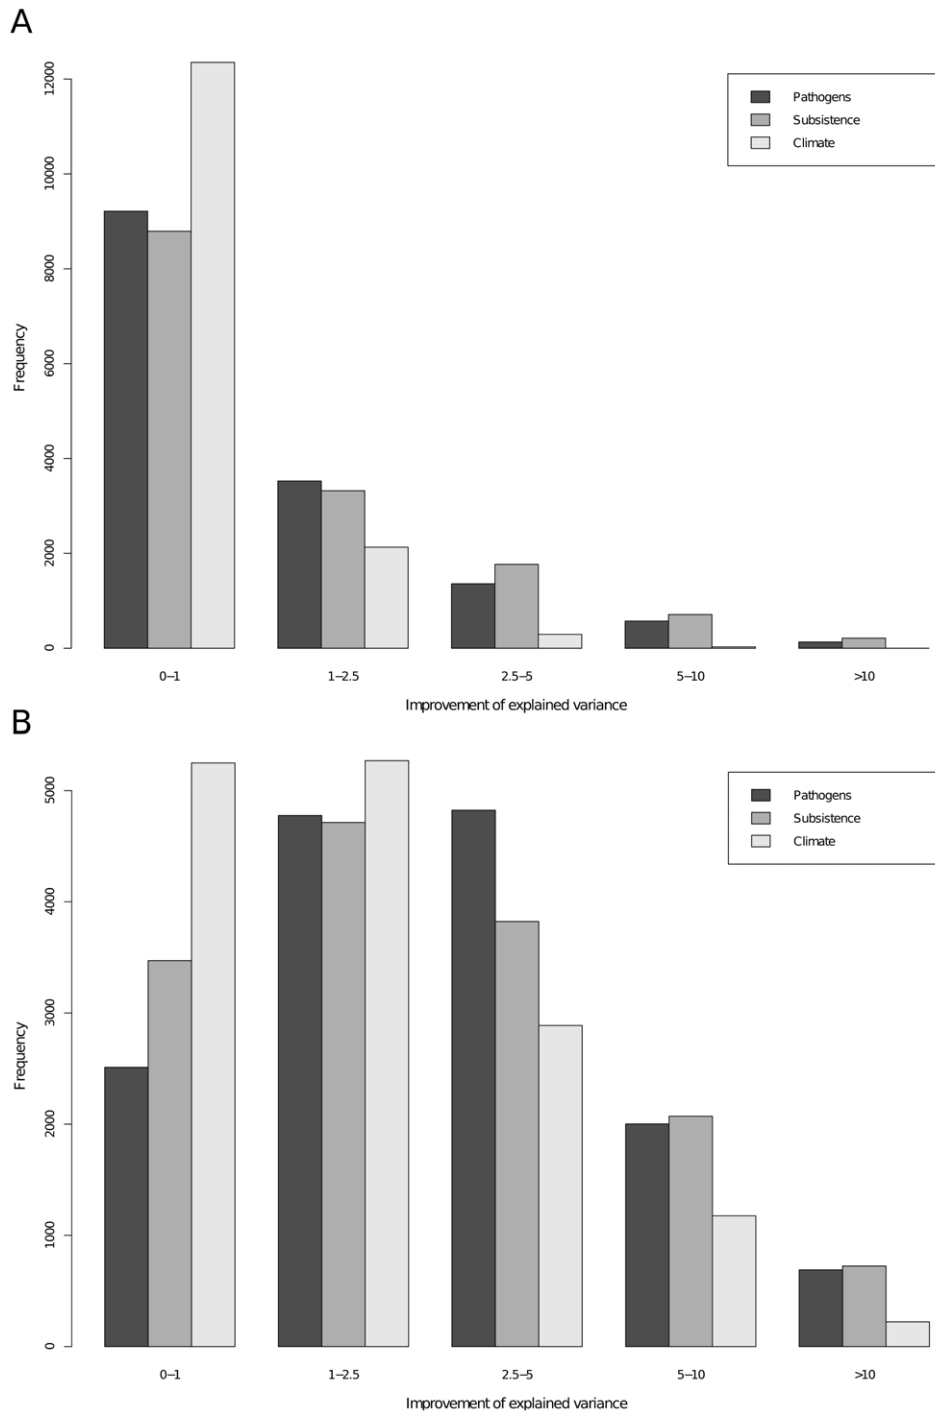 A
12000
10000
8000
6000
4000
2000
0
Frequency
Pathogens
Subsistence
Climate
0–1 1–2.5 2.5–5 5–10 >10
Improvement of explained variance
B
5000
4000
3000
2000
1000
0
Frequency
Pathogens
Subsistence
Climate
0–1 1–2.5 2.5–5 5–10 >10
Improvement of explained variance